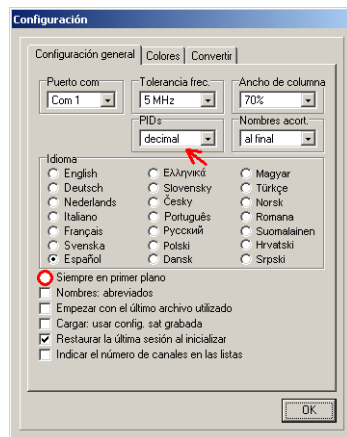 Configuración
Configuración general Colores Convertir
Puerto com Tolerancia frec. Ancho de columna
Com 1 5 MHz 70%
PIDs Nombres acort.
decimal al final
Idioma
English Ελληνικά Magyar
Deutsch Slovensky Türkçe
Nederlands Česky Norsk
Italiano Português Romana
Français Русский Suomalainen
Svenska Polski Hrvatski
Español Dansk Srpski
Siempre en primer plano
Nombres: abreviados
Empezar con el último archivo utilizado
Cargar: usar config. sat grabada
Restaurar la última sesión al inicializar
Indicar el número de canales en las listas
OK